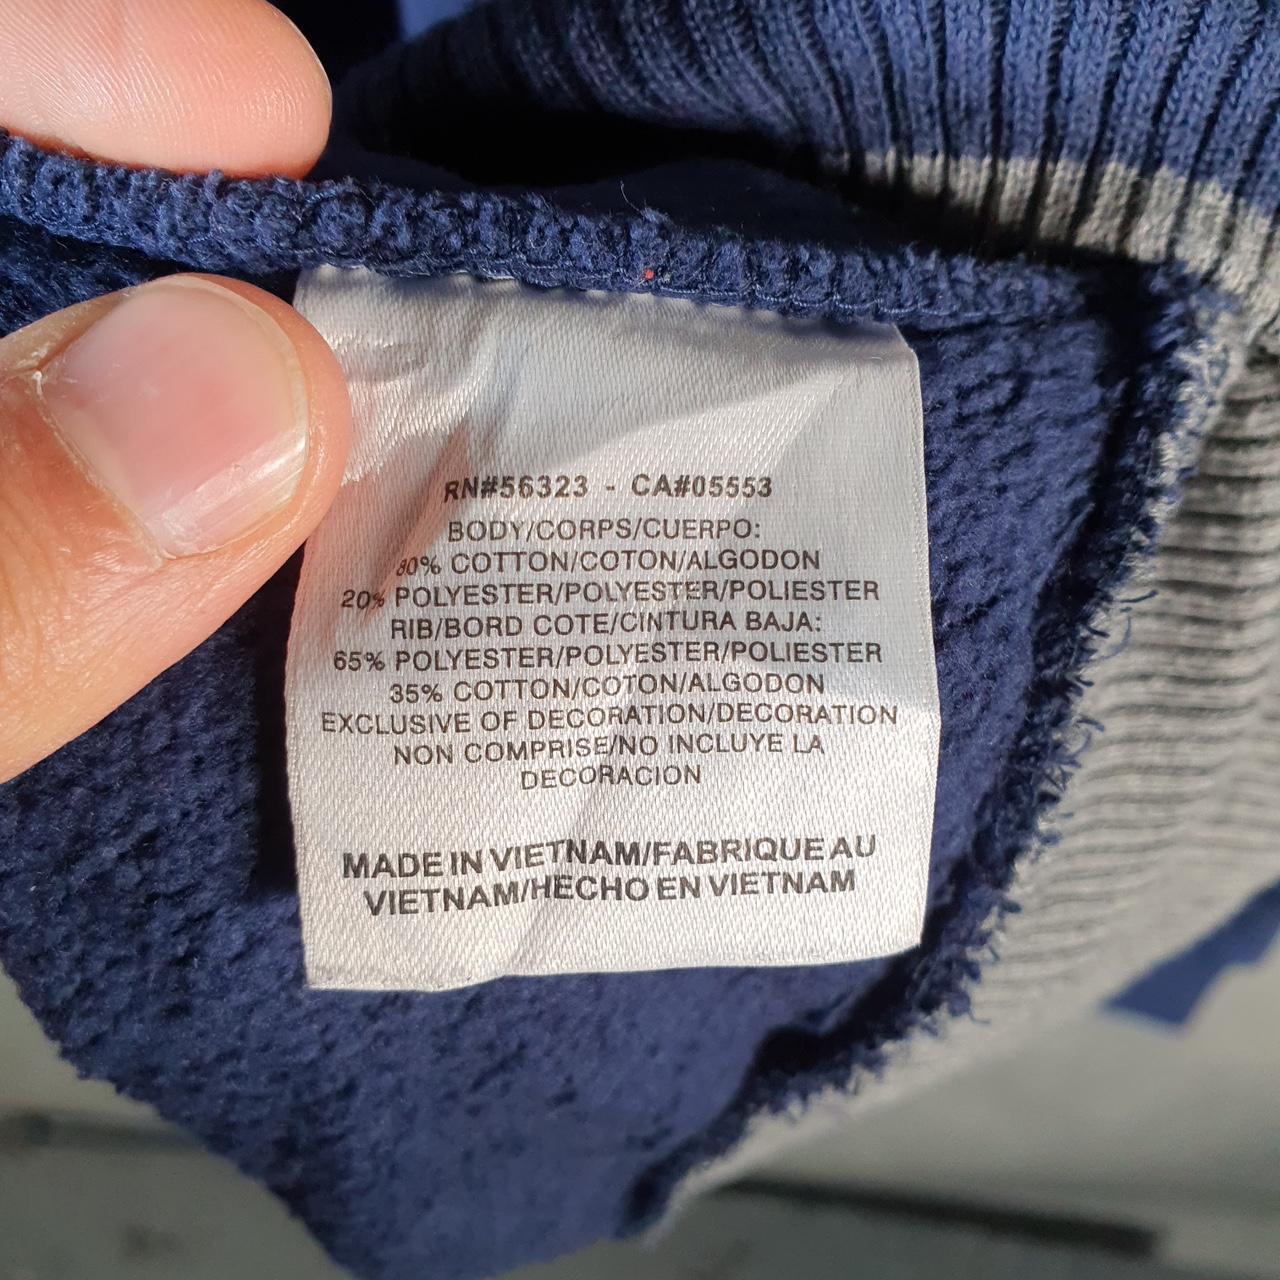 RN#56323 - CA#05553
BODY/CORPS/CUERPO:
80% COTTON/COTON/ALGODON
20% POLYESTER/POLYESTER/POLIESTER
RIB/BORD COTE/CINTURA BAJA:
65% POLYESTER/POLYESTER/POLIESTER
35% COTTON/COTON/ALGODON
EXCLUSIVE OF DECORATION/DECORATION
NON COMPRISE/NO INCLUYE LA
DECORACION
MADE IN VIETNAM/FABRIQUE AU
VIETNAM/HECHO EN VIETNAM